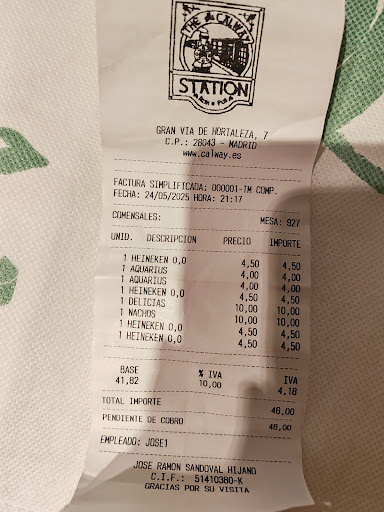 THE CALWAY
STATION
BAR & PUB
GRAN VIA DE HORTALEZA, 7
C.P.: 28043 - MADRID
www.calway.es
FACTURA SIMPLIFICADA: 000001-TM COMP.
FECHA: 24/05/2025 HORA: 21:17
COMENSALES: MESA: 927
UNID. DESCRIPCION PRECIO IMPORTE
1 HEINEKEN 0,0 4,50 4,50
1 AQUARIUS 4,00 4,00
1 AQUARIUS 4,00 4,00
1 HEINEKEN 0,0 4,50 4,50
1 DELICIAS 10,00 10,00
1 NACHOS 10,00 10,00
1 HEINEKEN 0,0 4,50 4,50
1 HEINEKEN 0,0 4,50 4,50
BASE % IVA IVA
41,82 10,00 4,18
TOTAL IMPORTE 46,00
PENDIENTE DE COBRO 46,00
EMPLEADO: JOSE1
JOSE RAMON SANDOVAL HIJANO
C.I.F.: 51410380-K
GRACIAS POR SU VISITA